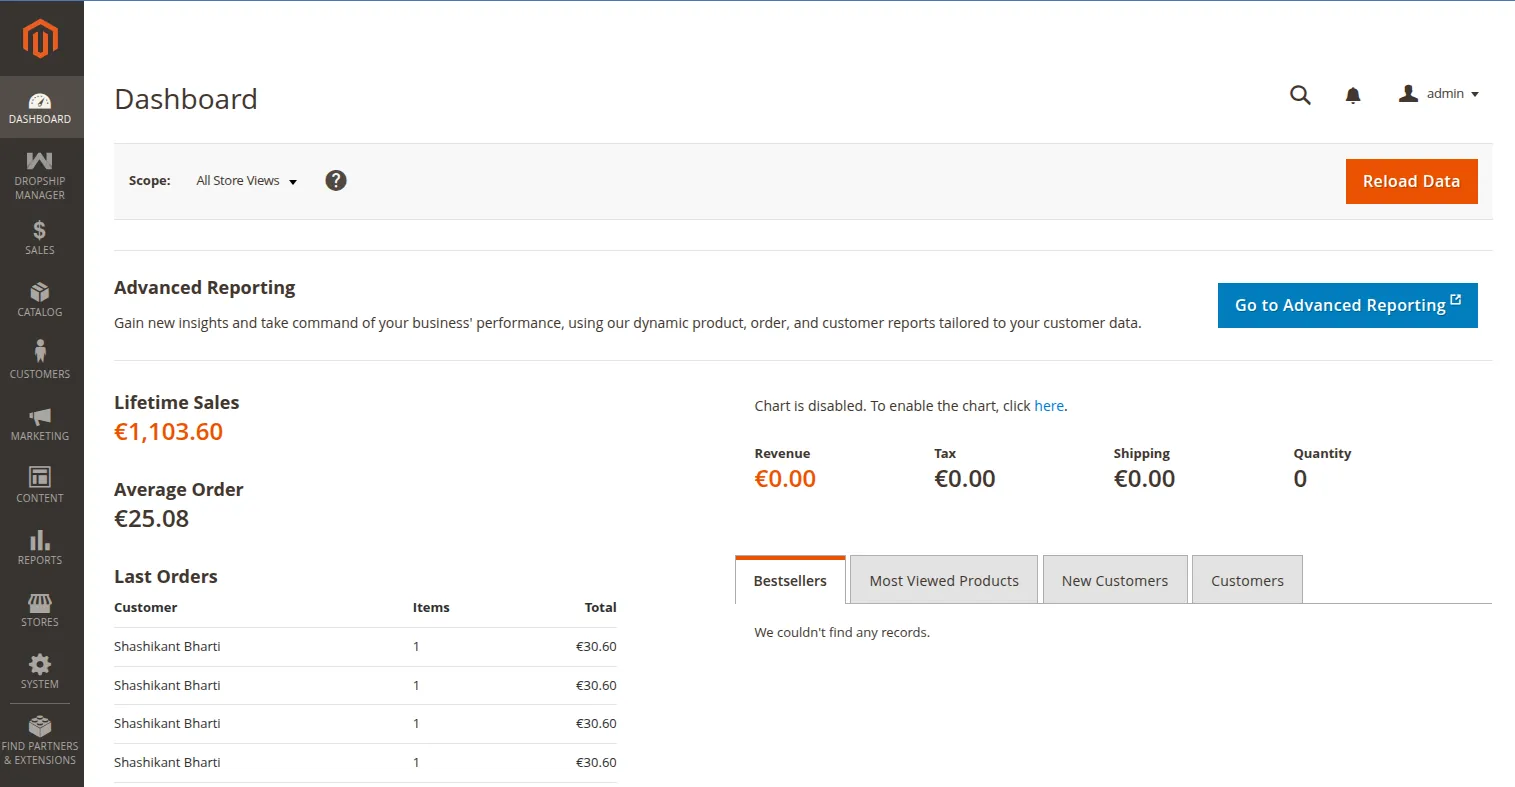 Dashboard
admin
DASHBOARD
DROPSHIP
MANAGER
SALES
CATALOG
CUSTOMERS
MARKETING
CONTENT
REPORTS
STORES
SYSTEM
FIND PARTNERS
& EXTENSIONS
Scope: All Store Views ?
Reload Data
Advanced Reporting
Gain new insights and take command of your business' performance, using our dynamic product, order, and customer reports tailored to your customer data.
Go to Advanced Reporting
Lifetime Sales
€1,103.60
Average Order
€25.08
Last Orders
Customer Items Total
Shashikant Bharti 1 €30.60
Shashikant Bharti 1 €30.60
Shashikant Bharti 1 €30.60
Shashikant Bharti 1 €30.60
Chart is disabled. To enable the chart, click here.
Revenue Tax Shipping Quantity
€0.00 €0.00 €0.00 0
Bestsellers Most Viewed Products New Customers Customers
We couldn't find any records.